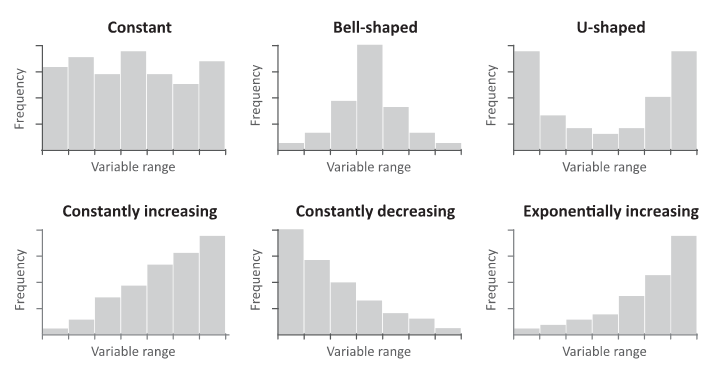 Constant
Frequency
Variable range
Bell-shaped
Frequency
Variable range
U-shaped
Frequency
Variable range
Constantly increasing
Frequency
Variable range
Constantly decreasing
Frequency
Variable range
Exponentially increasing
Frequency
Variable range